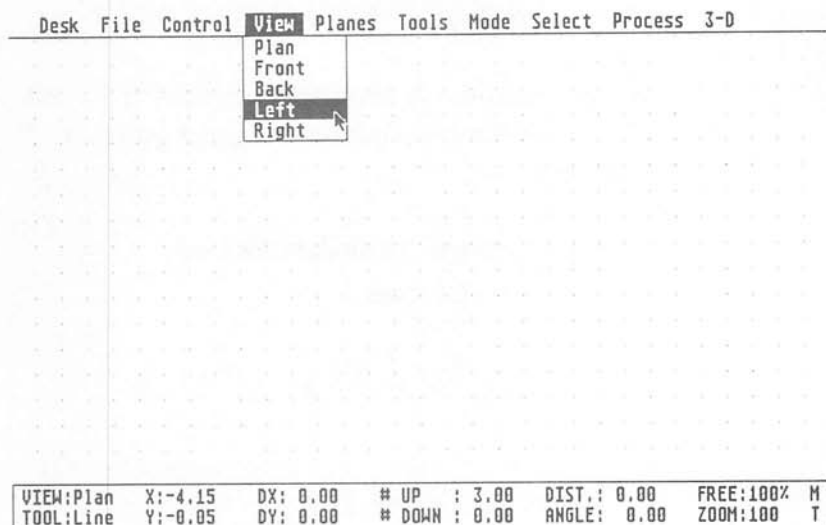 Desk File Control View Planes Tools Mode Select Process 3-D
Plan
Front
Back
Left
Right
VIEW:Plan X:-4.15 DX: 0.00 # UP : 3.00 DIST.: 0.00 FREE:100% M
TOOL:Line Y:-0.05 DY: 0.00 # DOWN : 0.00 ANGLE: 0.00 ZOOM:100 T